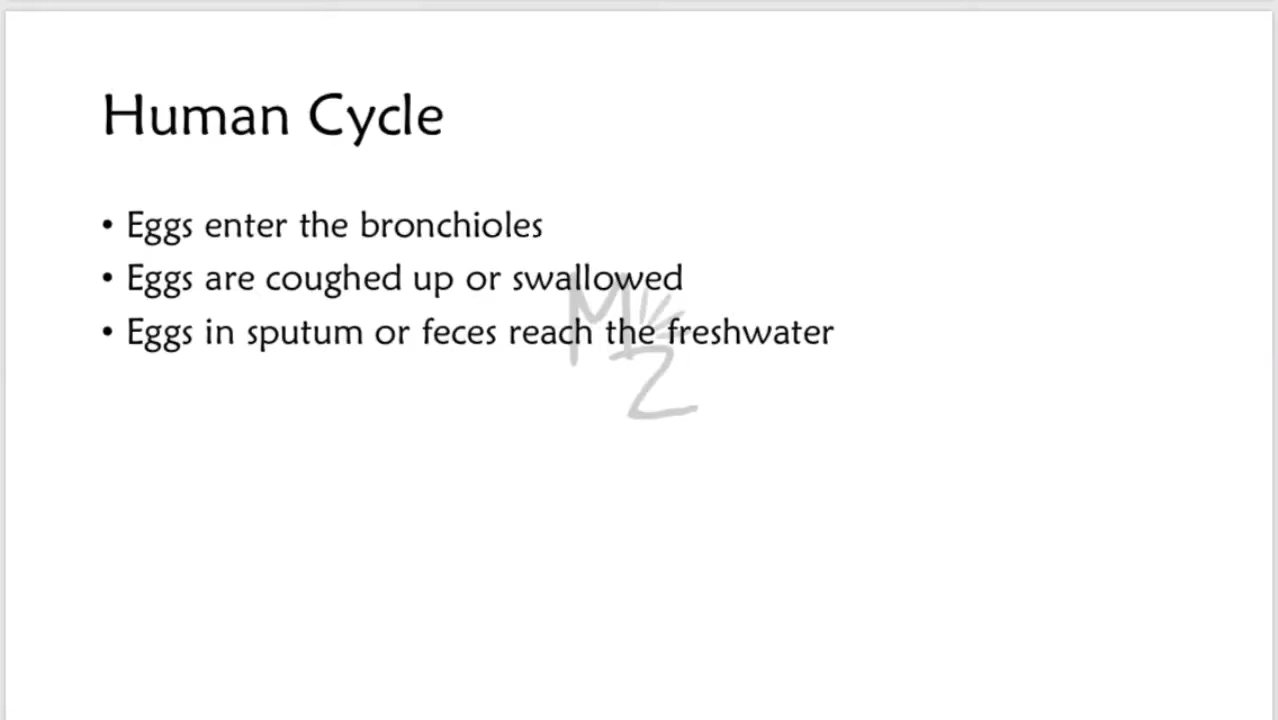 Human Cycle
• Eggs enter the bronchioles
• Eggs are coughed up or swallowed
• Eggs in sputum or feces reach the freshwater
M
Z